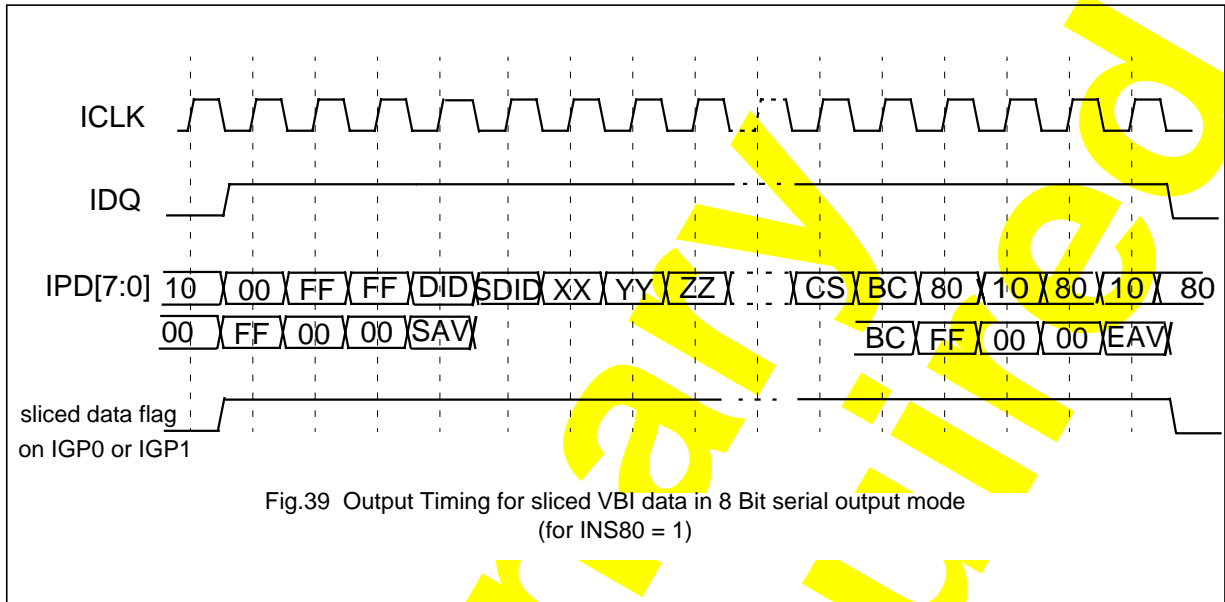 ICLK
IDQ
IPD[7:0] 10 00 FF FF DID SDID XX YY ZZ CS BC 80 10 80 10 80
00 FF 00 00 SAV BC FF 00 00 EAV
sliced data flag
on IGP0 or IGP1
Fig.39 Output Timing for sliced VBI data in 8 Bit serial output mode
(for INS80 = 1)